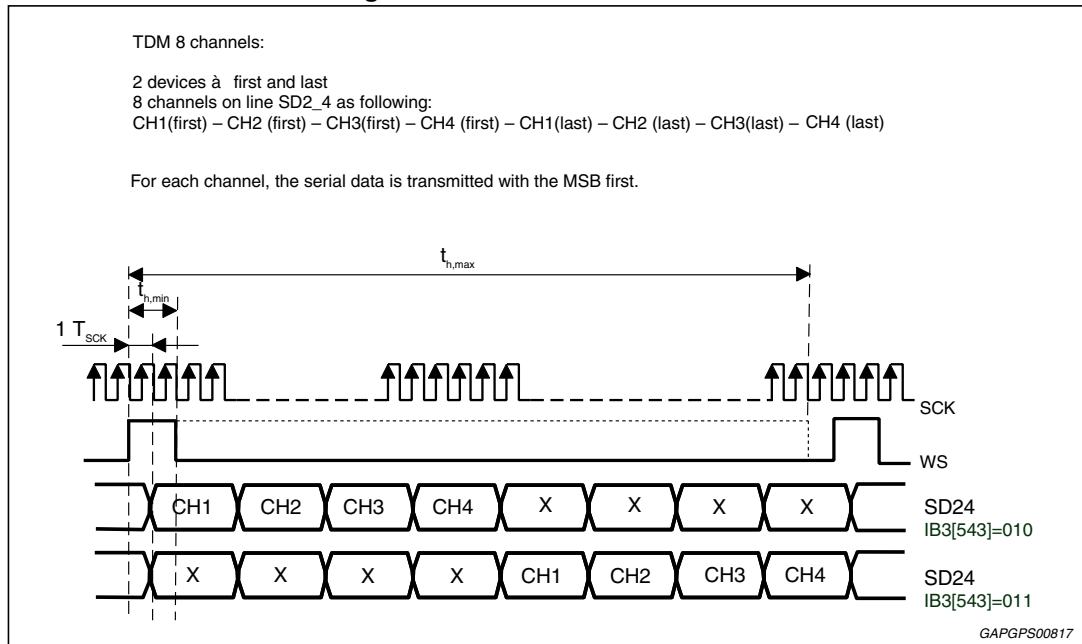 TDM 8 channels:
2 devices à first and last
8 channels on line SD2_4 as following:
CH1(first) – CH2 (first) – CH3(first) – CH4 (first) – CH1(last) – CH2 (last) – CH3(last) – CH4 (last)
For each channel, the serial data is transmitted with the MSB first.
th,max
th,min
1 TSCK
SCK
WS
CH1 CH2 CH3 CH4 X X X X SD24
IB3[543]=010
X X X X CH1 CH2 CH3 CH4 SD24
IB3[543]=011
GAPGPS00817